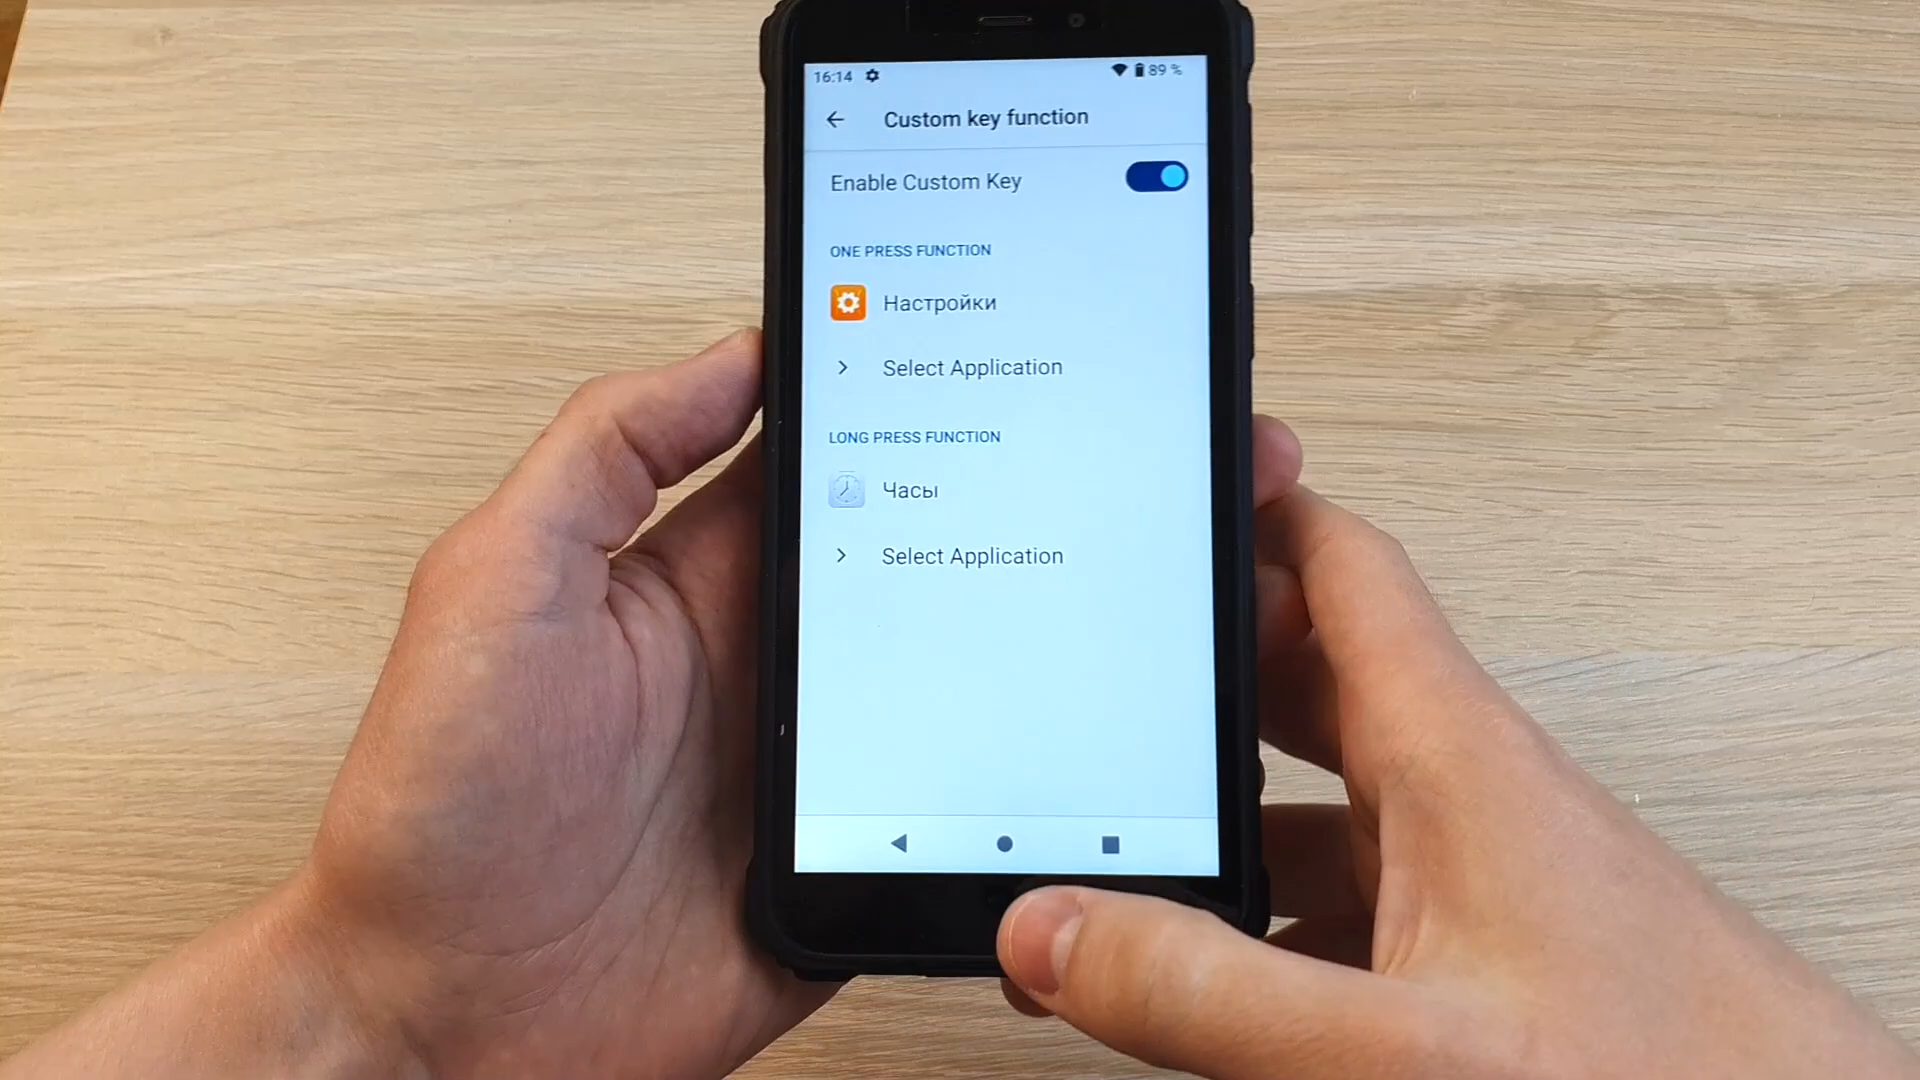 16:14 89 %
Custom key function
Enable Custom Key
ONE PRESS FUNCTION
Настройки
Select Application
LONG PRESS FUNCTION
Часы
Select Application